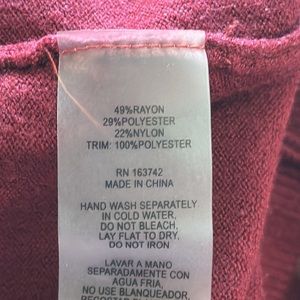 49%RAYON
29%POLYESTER
22%NYLON
TRIM: 100%POLYESTER
RN 163742
MADE IN CHINA
HAND WASH SEPARATELY
IN COLD WATER,
DO NOT BLEACH,
LAY FLAT TO DRY,
DO NOT IRON
LAVAR A MANO
SEPARADAMENTE CON
AGUA FRIA,
NO USE BLANQUEADOR,